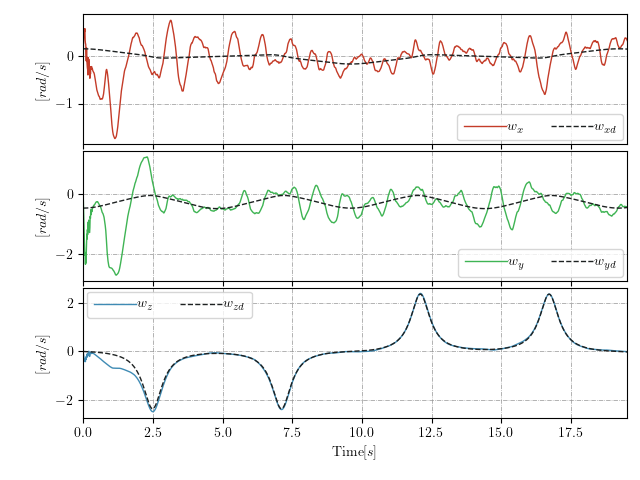 0
−1
[rad/s]
w_x w_xd
0
−2
[rad/s]
w_y w_yd
2
0
−2
[rad/s]
w_z w_zd
0.0 2.5 5.0 7.5 10.0 12.5 15.0 17.5
Time[s]